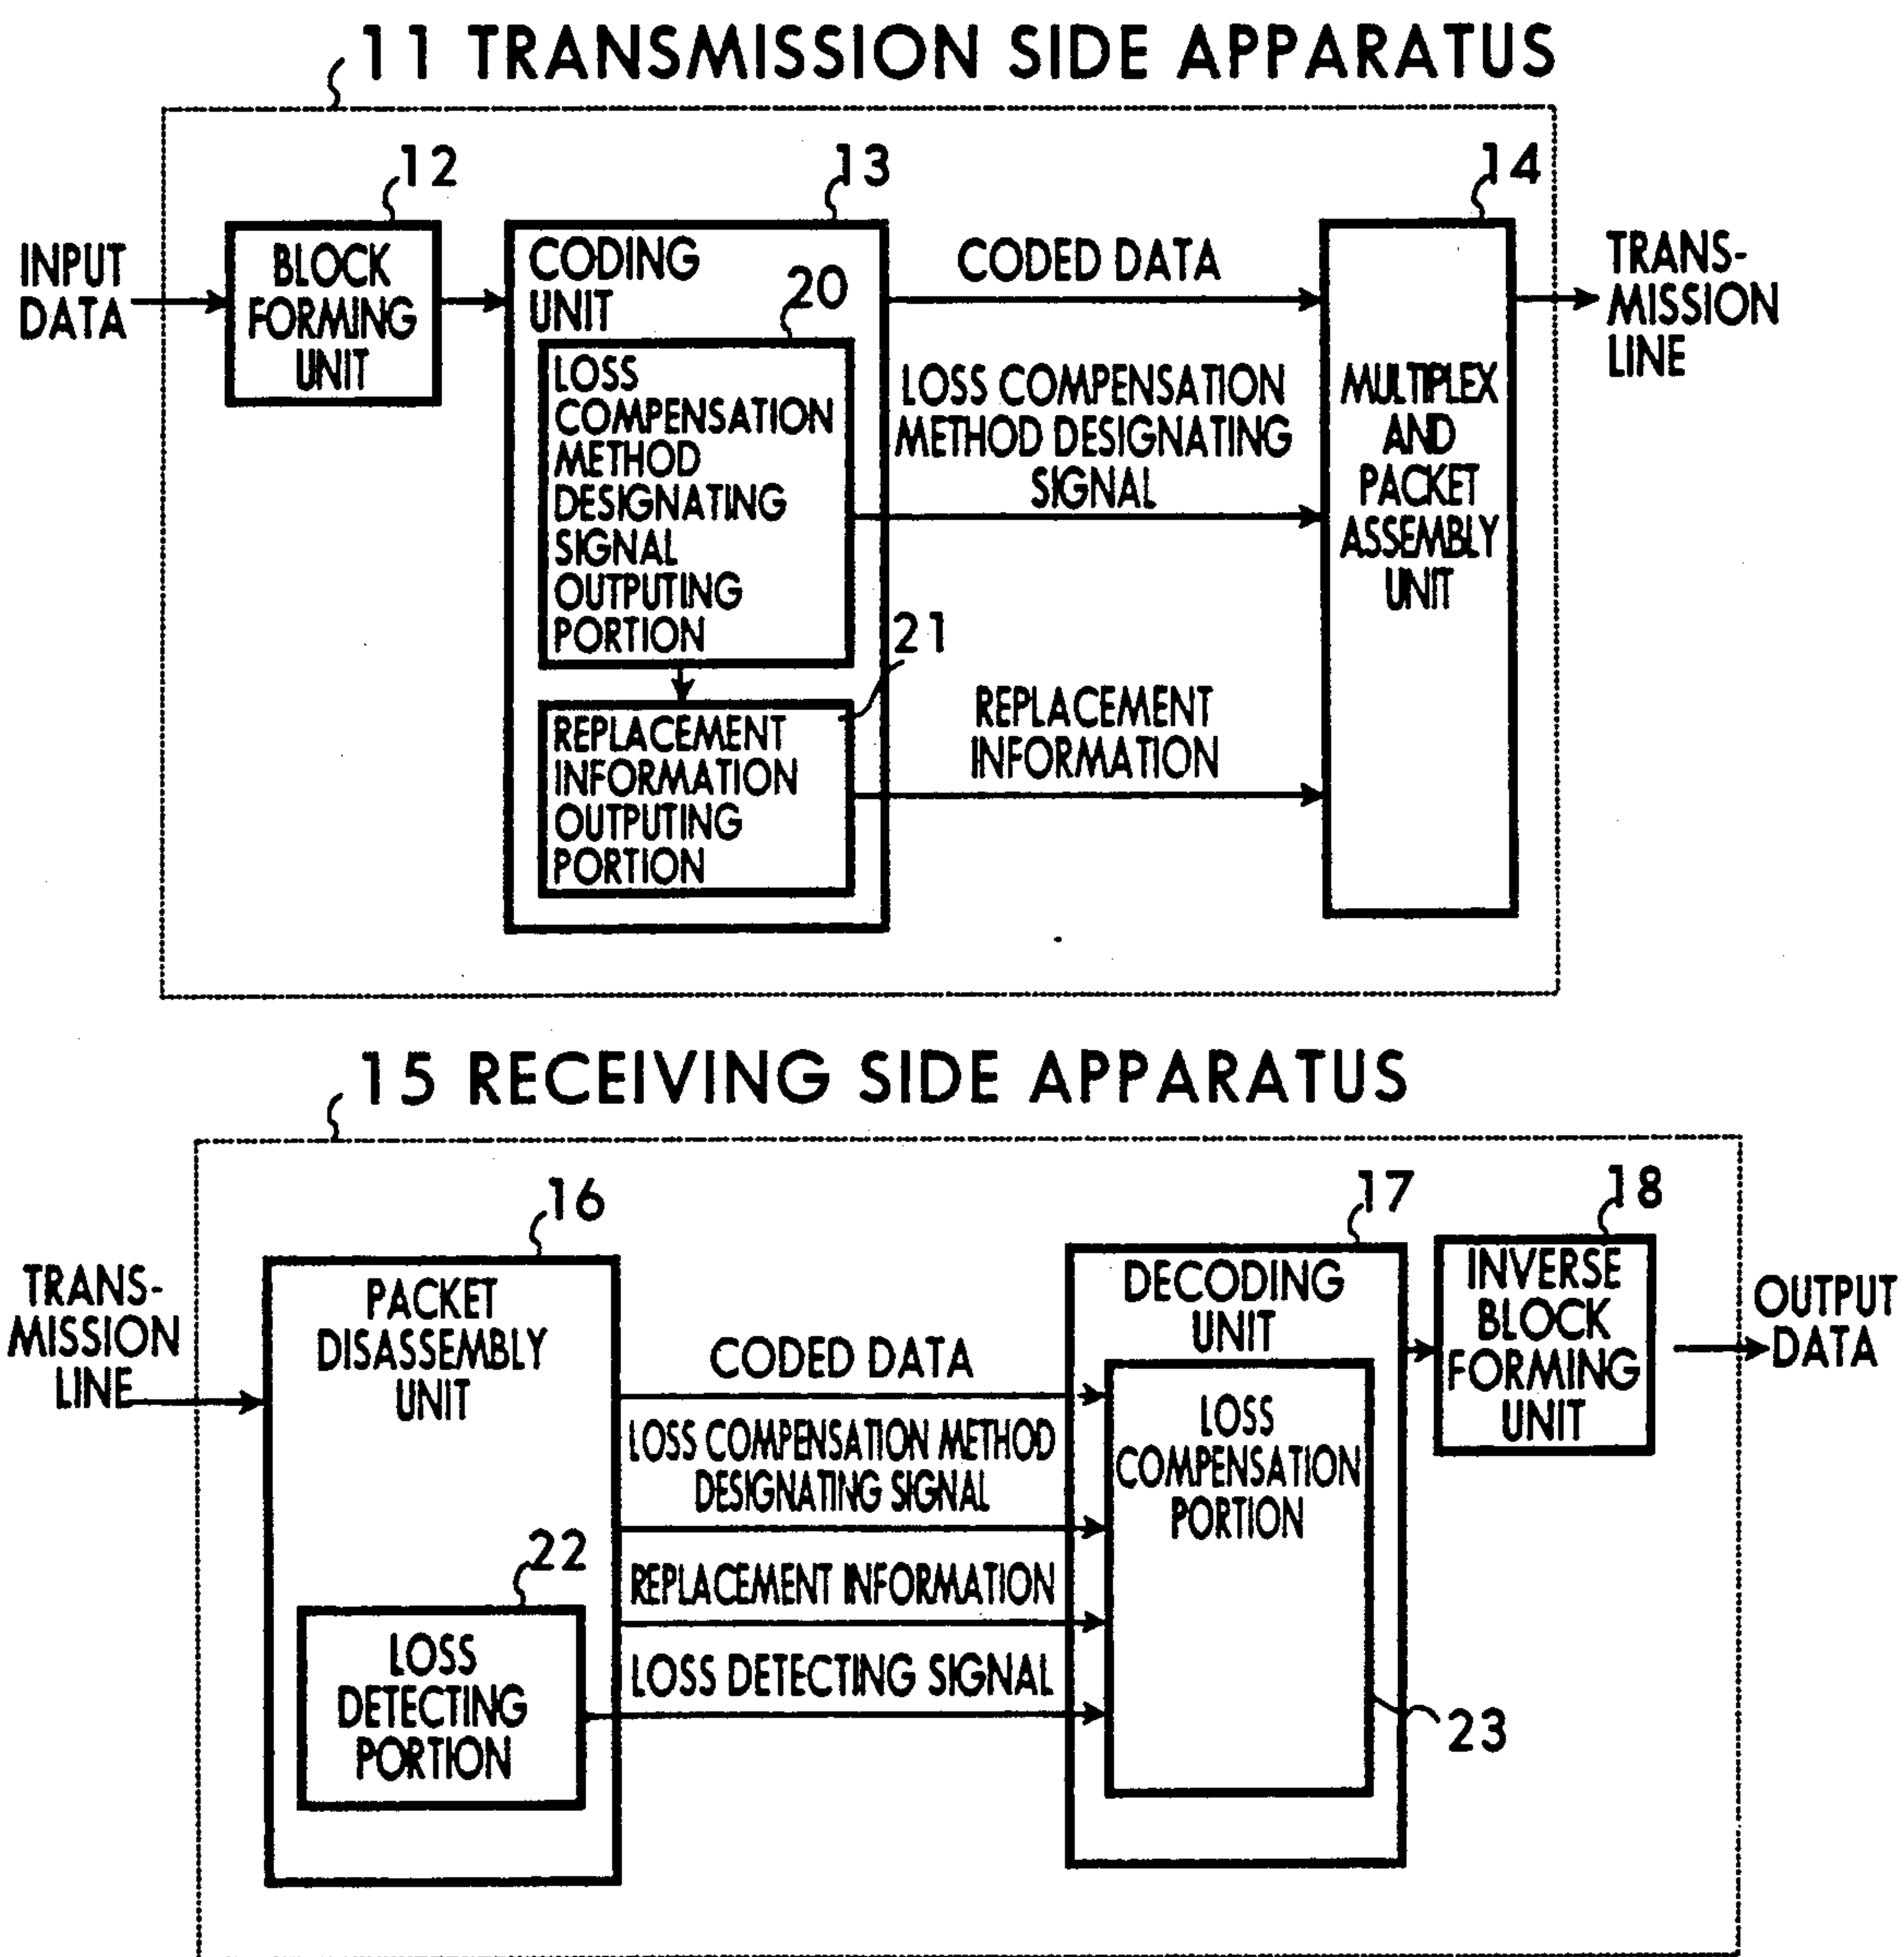 11 TRANSMISSION SIDE APPARATUS
12
13
14
INPUT
DATA
BLOCK
FORMING
UNIT
CODING
UNIT
20
LOSS
COMPENSATION
METHOD
DESIGNATING
SIGNAL
OUTPUTING
PORTION
21
REPLACEMENT
INFORMATION
OUTPUTING
PORTION
CODED DATA
LOSS COMPENSATION
METHOD DESIGNATING
SIGNAL
REPLACEMENT
INFORMATION
MULTIPLEX
AND
PACKET
ASSEMBLY
UNIT
TRANS-
MISSION
LINE
15 RECEIVING SIDE APPARATUS
16
17
18
TRANS-
MISSION
LINE
PACKET
DISASSEMBLY
UNIT
22
LOSS
DETECTING
PORTION
CODED DATA
LOSS COMPENSATION METHOD
DESIGNATING SIGNAL
REPLACEMENT INFORMATION
LOSS DETECTING SIGNAL
DECODING
UNIT
LOSS
COMPENSATION
PORTION
23
INVERSE
BLOCK
FORMING
UNIT
OUTPUT
DATA